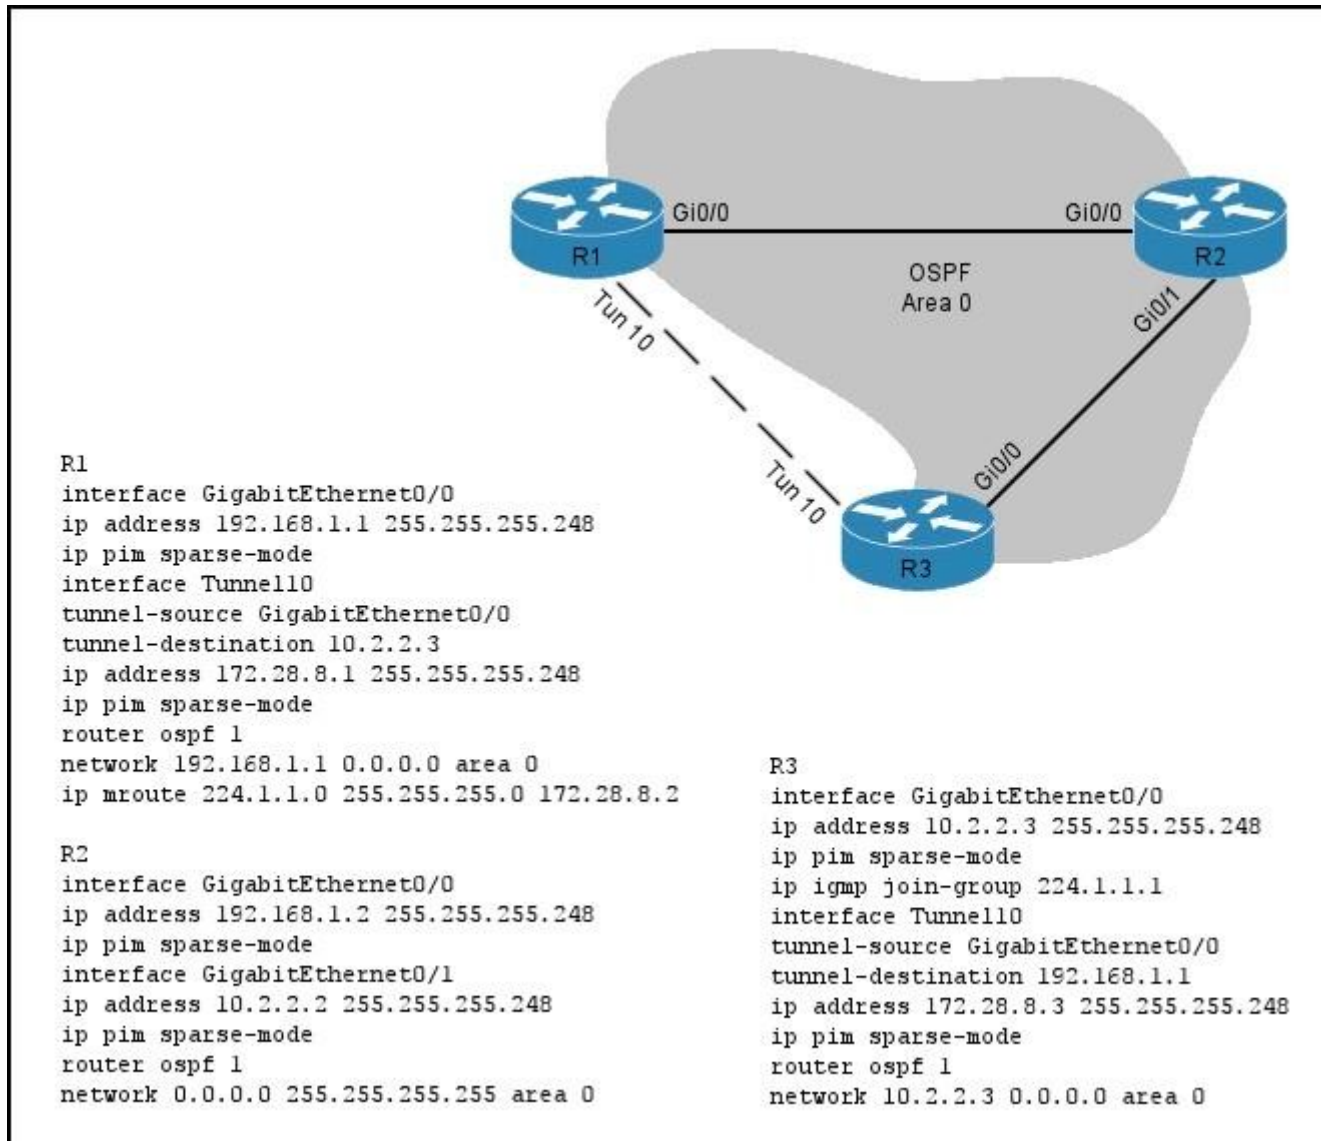 Gi0/0
Gi0/0
R1
R2
OSPF
Area 0
Gi0/1
Tun 10
Gi0/0
Tun 10
R3
R1
interface GigabitEthernet0/0
ip address 192.168.1.1 255.255.255.248
ip pim sparse-mode
interface Tunnel10
tunnel-source GigabitEthernet0/0
tunnel-destination 10.2.2.3
ip address 172.28.8.1 255.255.255.248
ip pim sparse-mode
router ospf 1
network 192.168.1.1 0.0.0.0 area 0
ip mroute 224.1.1.0 255.255.255.0 172.28.8.2
R2
interface GigabitEthernet0/0
ip address 192.168.1.2 255.255.255.248
ip pim sparse-mode
interface GigabitEthernet0/1
ip address 10.2.2.2 255.255.255.248
ip pim sparse-mode
router ospf 1
network 0.0.0.0 255.255.255.255 area 0
R3
interface GigabitEthernet0/0
ip address 10.2.2.3 255.255.255.248
ip pim sparse-mode
ip igmp join-group 224.1.1.1
interface Tunnel10
tunnel-source GigabitEthernet0/0
tunnel-destination 192.168.1.1
ip address 172.28.8.3 255.255.255.248
ip pim sparse-mode
router ospf 1
network 10.2.2.3 0.0.0.0 area 0